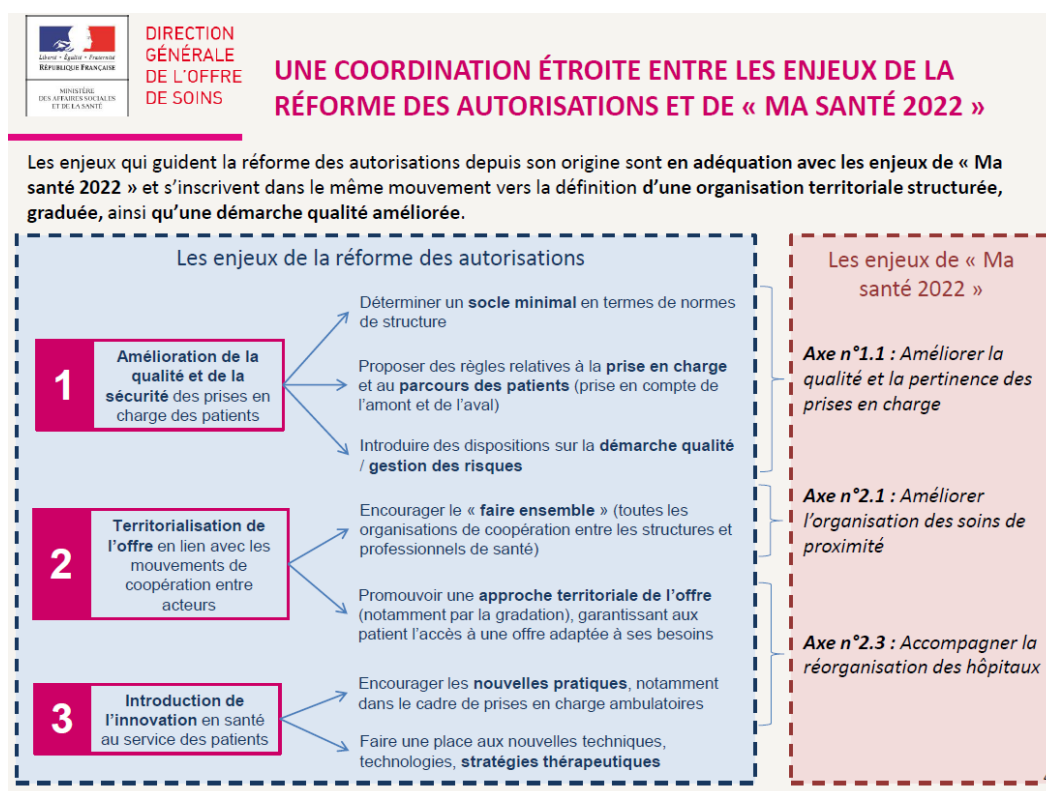 Liberté • Égalité • Fraternité
RÉPUBLIQUE FRANÇAISE
MINISTÈRE
DES AFFAIRES SOCIALES
ET DE LA SANTÉ
DIRECTION
GÉNÉRALE
DE L'OFFRE
DE SOINS
UNE COORDINATION ÉTROITE ENTRE LES ENJEUX DE LA
RÉFORME DES AUTORISATIONS ET DE « MA SANTÉ 2022 »
Les enjeux qui guident la réforme des autorisations depuis son origine sont en adéquation avec les enjeux de « Ma
santé 2022 » et s'inscrivent dans le même mouvement vers la définition d'une organisation territoriale structurée,
graduée, ainsi qu'une démarche qualité améliorée.
Les enjeux de la réforme des autorisations
1
Amélioration de la
qualité et de la
sécurité des prises en
charge des patients
Déterminer un socle minimal en termes de normes
de structure
Proposer des règles relatives à la prise en charge
et au parcours des patients (prise en compte de
l'amont et de l'aval)
Introduire des dispositions sur la démarche qualité
/ gestion des risques
2
Territorialisation de
l'offre en lien avec les
mouvements de
coopération entre
acteurs
Encourager le « faire ensemble » (toutes les
organisations de coopération entre les structures et
professionnels de santé)
Promouvoir une approche territoriale de l'offre
(notamment par la gradation), garantissant aux
patient l'accès à une offre adaptée à ses besoins
3
Introduction de
l'innovation en santé
au service des patients
Encourager les nouvelles pratiques, notamment
dans le cadre de prises en charge ambulatoires
Faire une place aux nouvelles techniques,
technologies, stratégies thérapeutiques
Les enjeux de « Ma
santé 2022 »
Axe n°1.1 : Améliorer la
qualité et la pertinence des
prises en charge
Axe n°2.1 : Améliorer
l'organisation des soins de
proximité
Axe n°2.3 : Accompagner la
réorganisation des hôpitaux